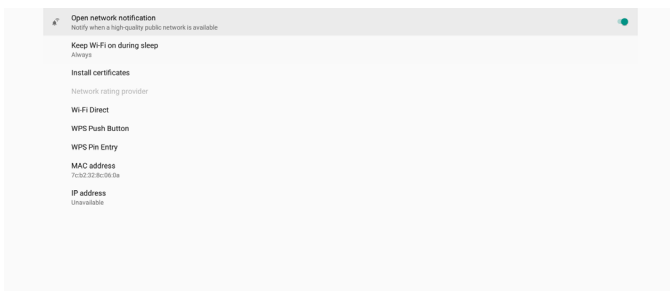 Open network notification
Notify when a high-quality public network is available
Keep Wi-Fi on during sleep
Always
Install certificates
Network rating provider
Wi-Fi Direct
WPS Push Button
WPS Pin Entry
MAC address
7c:b2:32:8c:06:0a
IP address
Unavailable